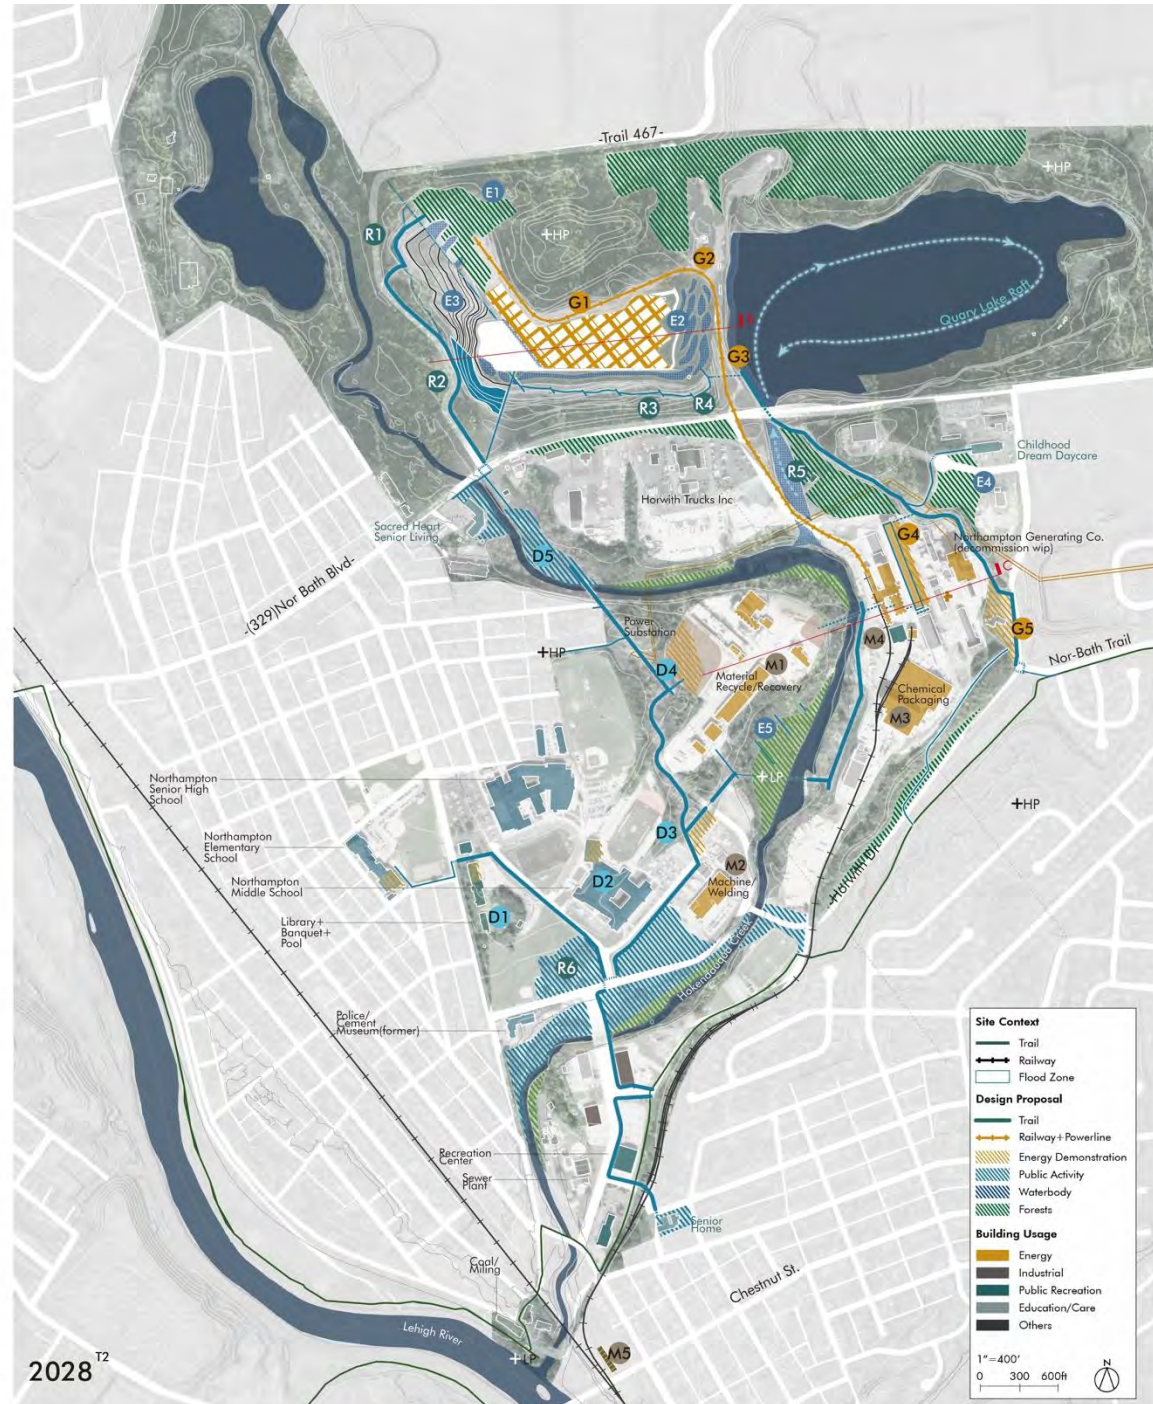 -Trail 467-
E1
HP
HP
R1
G2
G1
E3
E2
Quary Lake Raft
G3
R2
R3
R4
Childhood
Dream Daycare
R5
E4
Horwith Trucks Inc
Sacred Heart
Senior Living
G4
Northampton Generating Co.
(decommission wip)
D5
C
-(329)Nor Bath Blvd-
Power
Substation
G5
HP
M4
Nor-Bath Trail
D4
M1
Material
Recycle/Recovery
Chemical
Packaging
M3
E5
LP
Northampton
Senior High
School
HP
D3
Northampton
Elementary
School
M2
Machine/
Welding
Horwith Dr
Northampton
Middle School
D2
D1
Library+
Banquet+
Pool
Hokendauqua Creek
R6
Police/
Cement
Museum(former)
Recreation
Center
Sewer
Plant
Senior
Home
Coal/
Miling
Chestnut St.
Lehigh River
LP
M5
2028 T2
Site Context
Trail
Railway
Flood Zone
Design Proposal
Trail
Railway+Powerline
Energy Demonstration
Public Activity
Waterbody
Forests
Building Usage
Energy
Industrial
Public Recreation
Education/Care
Others
1"=400'
0 300 600ft
N